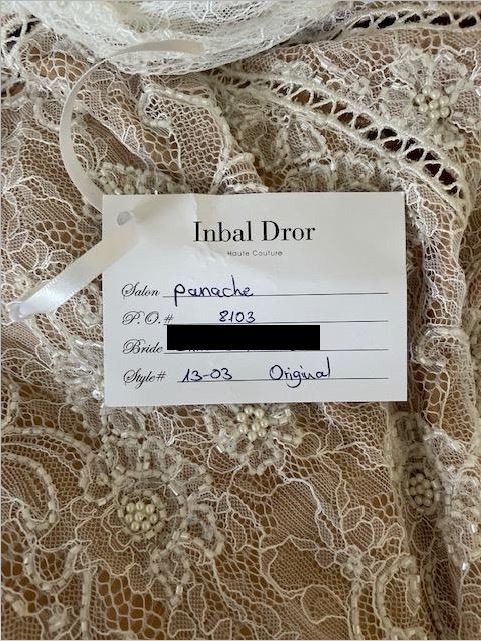 Inbal Dror
Haute Couture
Salon panache
P. O. # 8103
Bride
Style# 13-03 Original